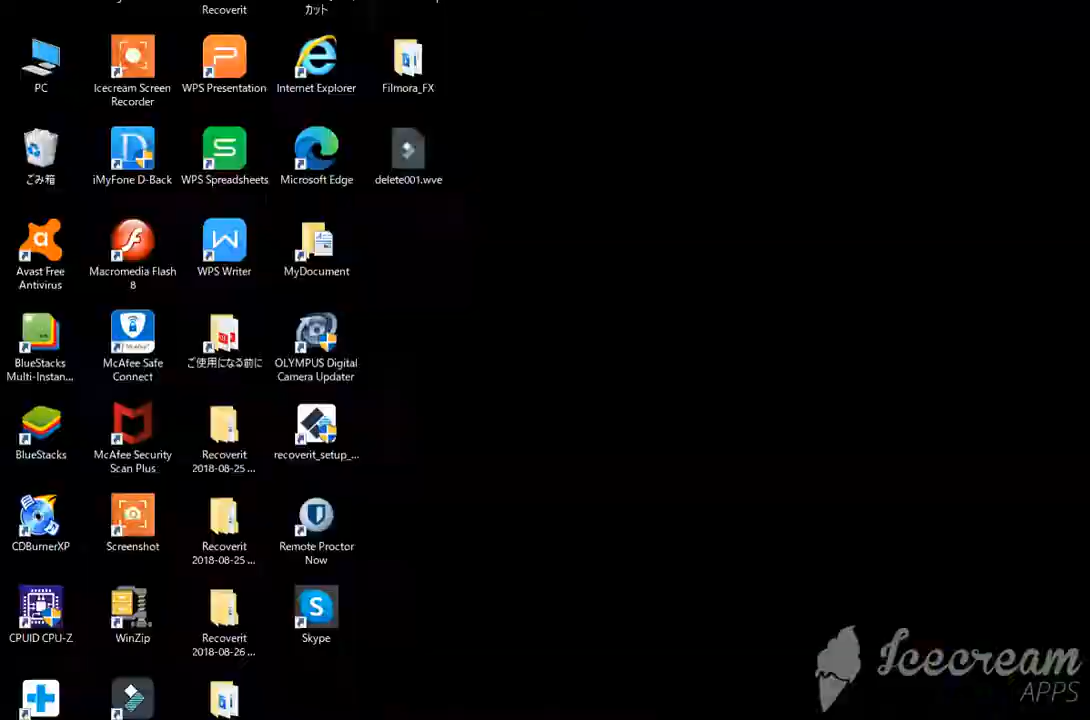 Recoverit
カット
PC
Icecream Screen
Recorder
WPS Presentation
Internet Explorer
Filmora_FX
ごみ箱
iMyFone D-Back
WPS Spreadsheets
Microsoft Edge
delete001.wve
Avast Free
Antivirus
Macromedia Flash
8
WPS Writer
MyDocument
BlueStacks
Multi-Instan...
McAfee Safe
Connect
ご使用になる前に
OLYMPUS Digital
Camera Updater
BlueStacks
McAfee Security
Scan Plus
Recoverit
2018-08-25 ...
recoverit_setup_...
CDBurnerXP
Screenshot
Recoverit
2018-08-25 ...
Remote Proctor
Now
CPUID CPU-Z
WinZip
Recoverit
2018-08-26 ...
Skype
Icecream
APPS